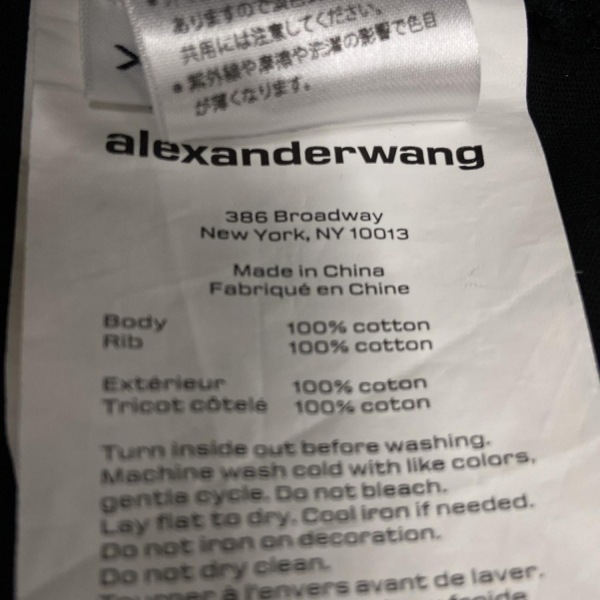 ありますので
共用には注意してください。
●紫外線や摩擦や洗濯の影響で色目
が薄くなります。
alexanderwang
386 Broadway
New York, NY 10013
Made in China
Fabriqué en Chine
Body 100% cotton
Rib 100% cotton
Extérieur 100% coton
Tricot côtelé 100% coton
Turn inside out before washing.
Machine wash cold with like colors,
gentle cycle. Do not bleach.
Lay flat to dry. Cool iron if needed.
Do not iron on decoration.
Do not dry clean.
Tourner à l'envers avant de laver.